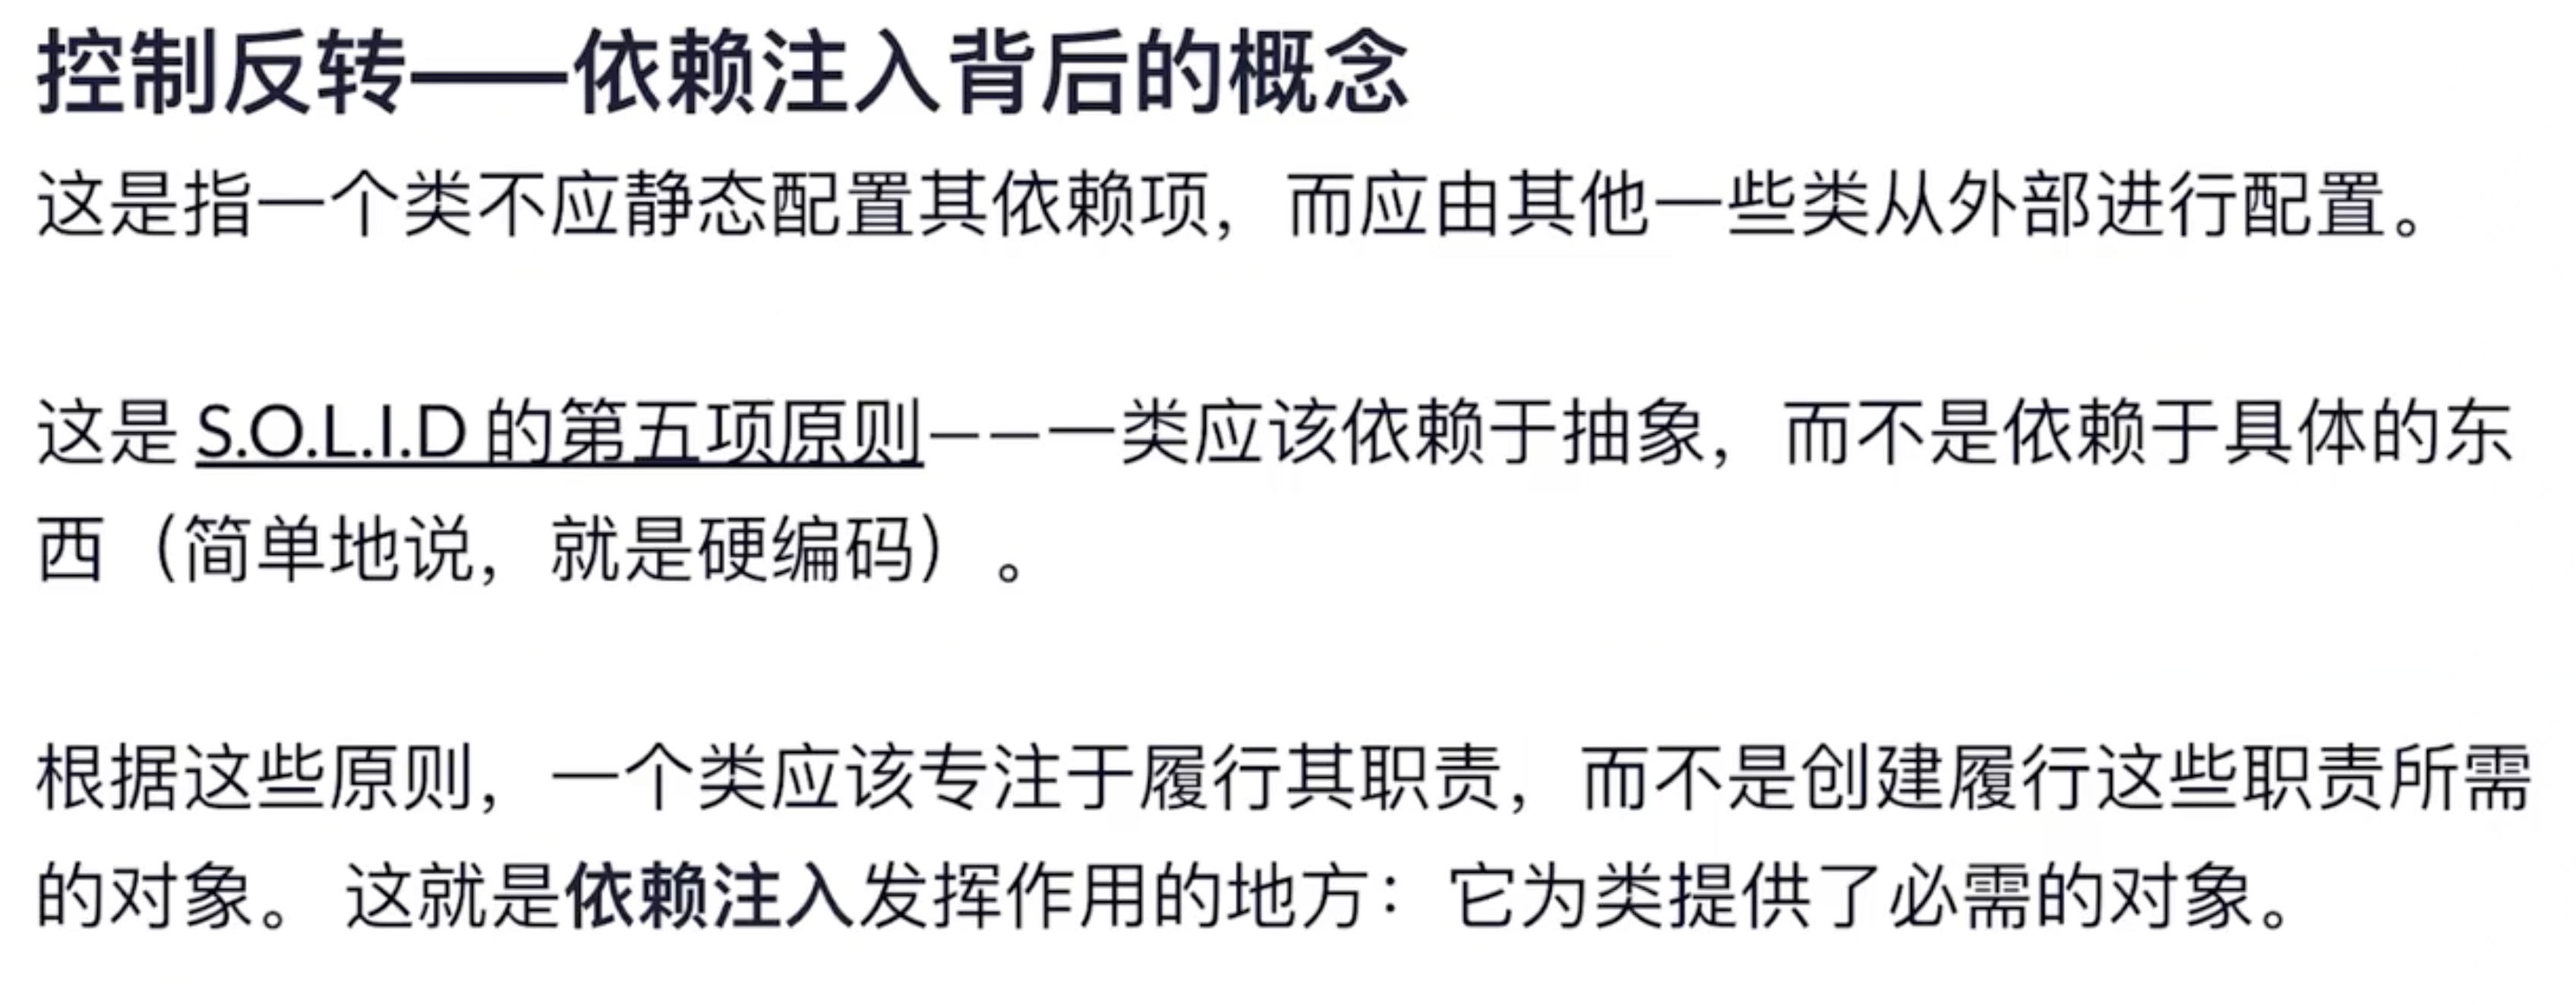 控制反转——依赖注入背后的概念
这是指一个类不应静态配置其依赖项，而应由其他一些类从外部进行配置。
这是 S.O.L.I.D 的第五项原则——一类应该依赖于抽象，而不是依赖于具体的东
西（简单地说，就是硬编码）。
根据这些原则，一个类应该专注于履行其职责，而不是创建履行这些职责所需
的对象。 这就是依赖注入发挥作用的地方：它为类提供了必需的对象。